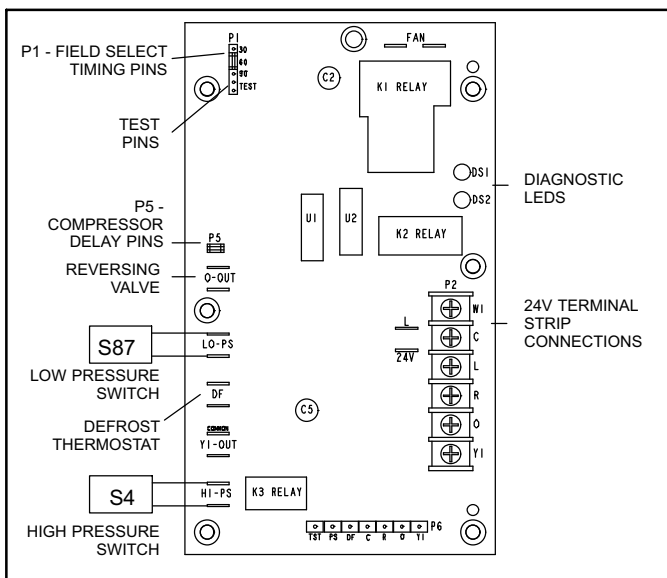 P1 - FIELD SELECT
TIMING PINS
TEST
PINS
P5 -
COMPRESSOR
DELAY PINS
REVERSING
VALVE
S87
LOW PRESSURE
SWITCH
DEFROST
THERMOSTAT
S4
HIGH PRESSURE
SWITCH
P1
30
60
90
TEST
FAN
C2
K1 RELAY
DS1
DS2
DIAGNOSTIC
LEDS
U1
U2
K2 RELAY
P5
O-OUT
LO-PS
DF
COMMON
Y1-OUT
HI-PS
K3 RELAY
C5
L
24V
P2
W1
C
L
R
O
Y1
24V TERMINAL
STRIP
CONNECTIONS
P6
TST PS DF C R O Y1